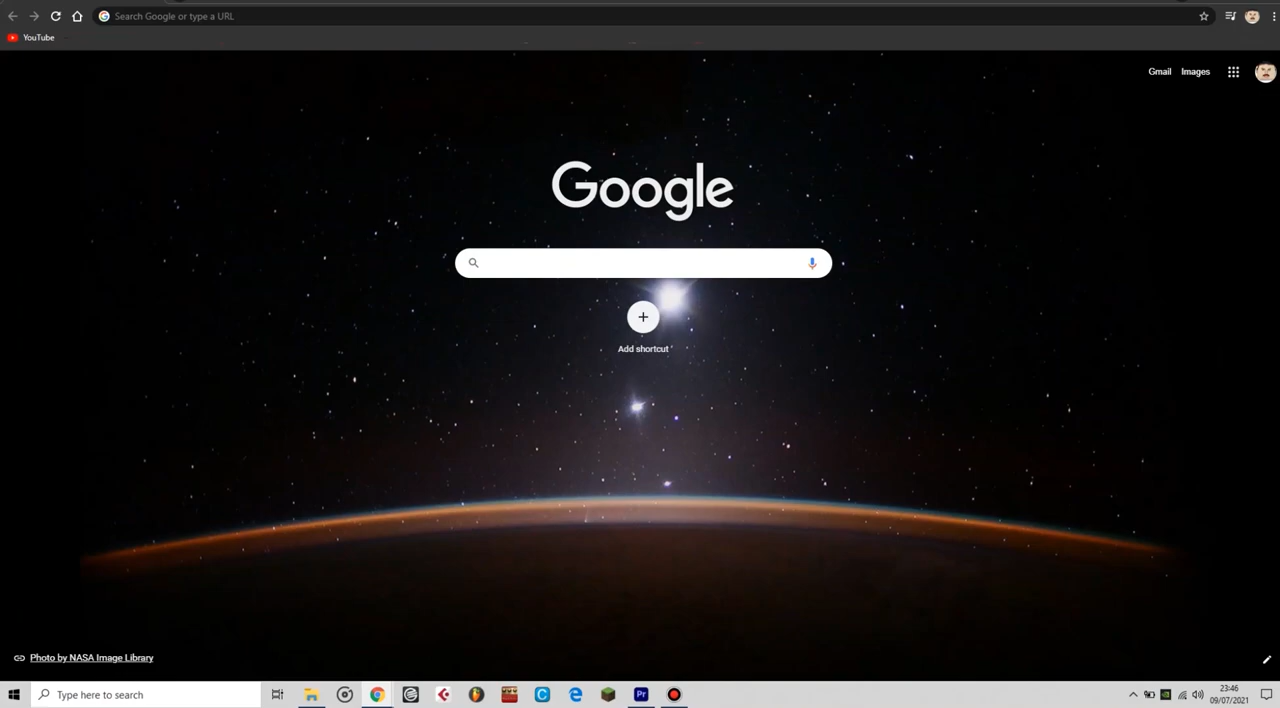 Search Google or type a URL
YouTube
Gmail Images
Google
Add shortcut
Photo by NASA Image Library
Type here to search
C
Pr
23:46
09/07/2021